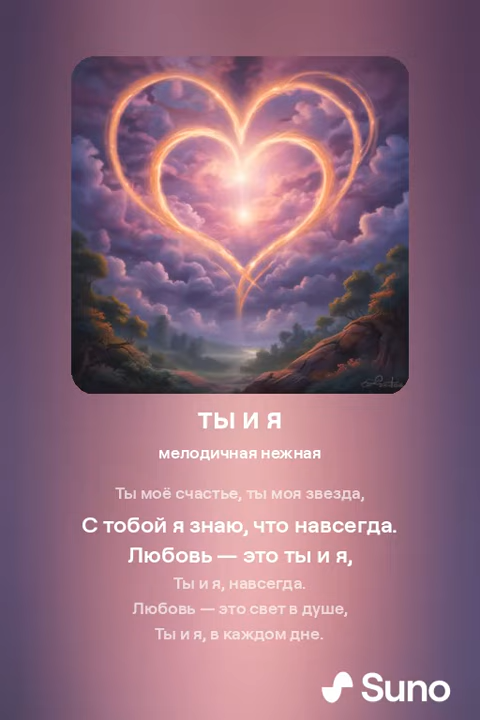 ТЫ И Я
мелодичная нежная
Ты моё счастье, ты моя звезда,
С тобой я знаю, что навсегда.
Любовь — это ты и я,
Ты и я, навсегда.
Любовь — это свет в душе,
Ты и я, в каждом дне.
Suno